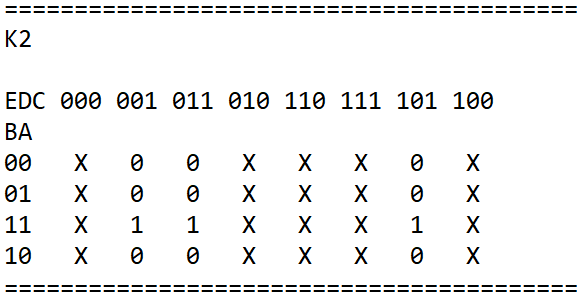 =========================================
K2
EDC 000 001 011 010 110 111 101 100
BA
00 X 0 0 X X X 0 X
01 X 0 0 X X X 0 X
11 X 1 1 X X X 1 X
10 X 0 0 X X X 0 X
=========================================